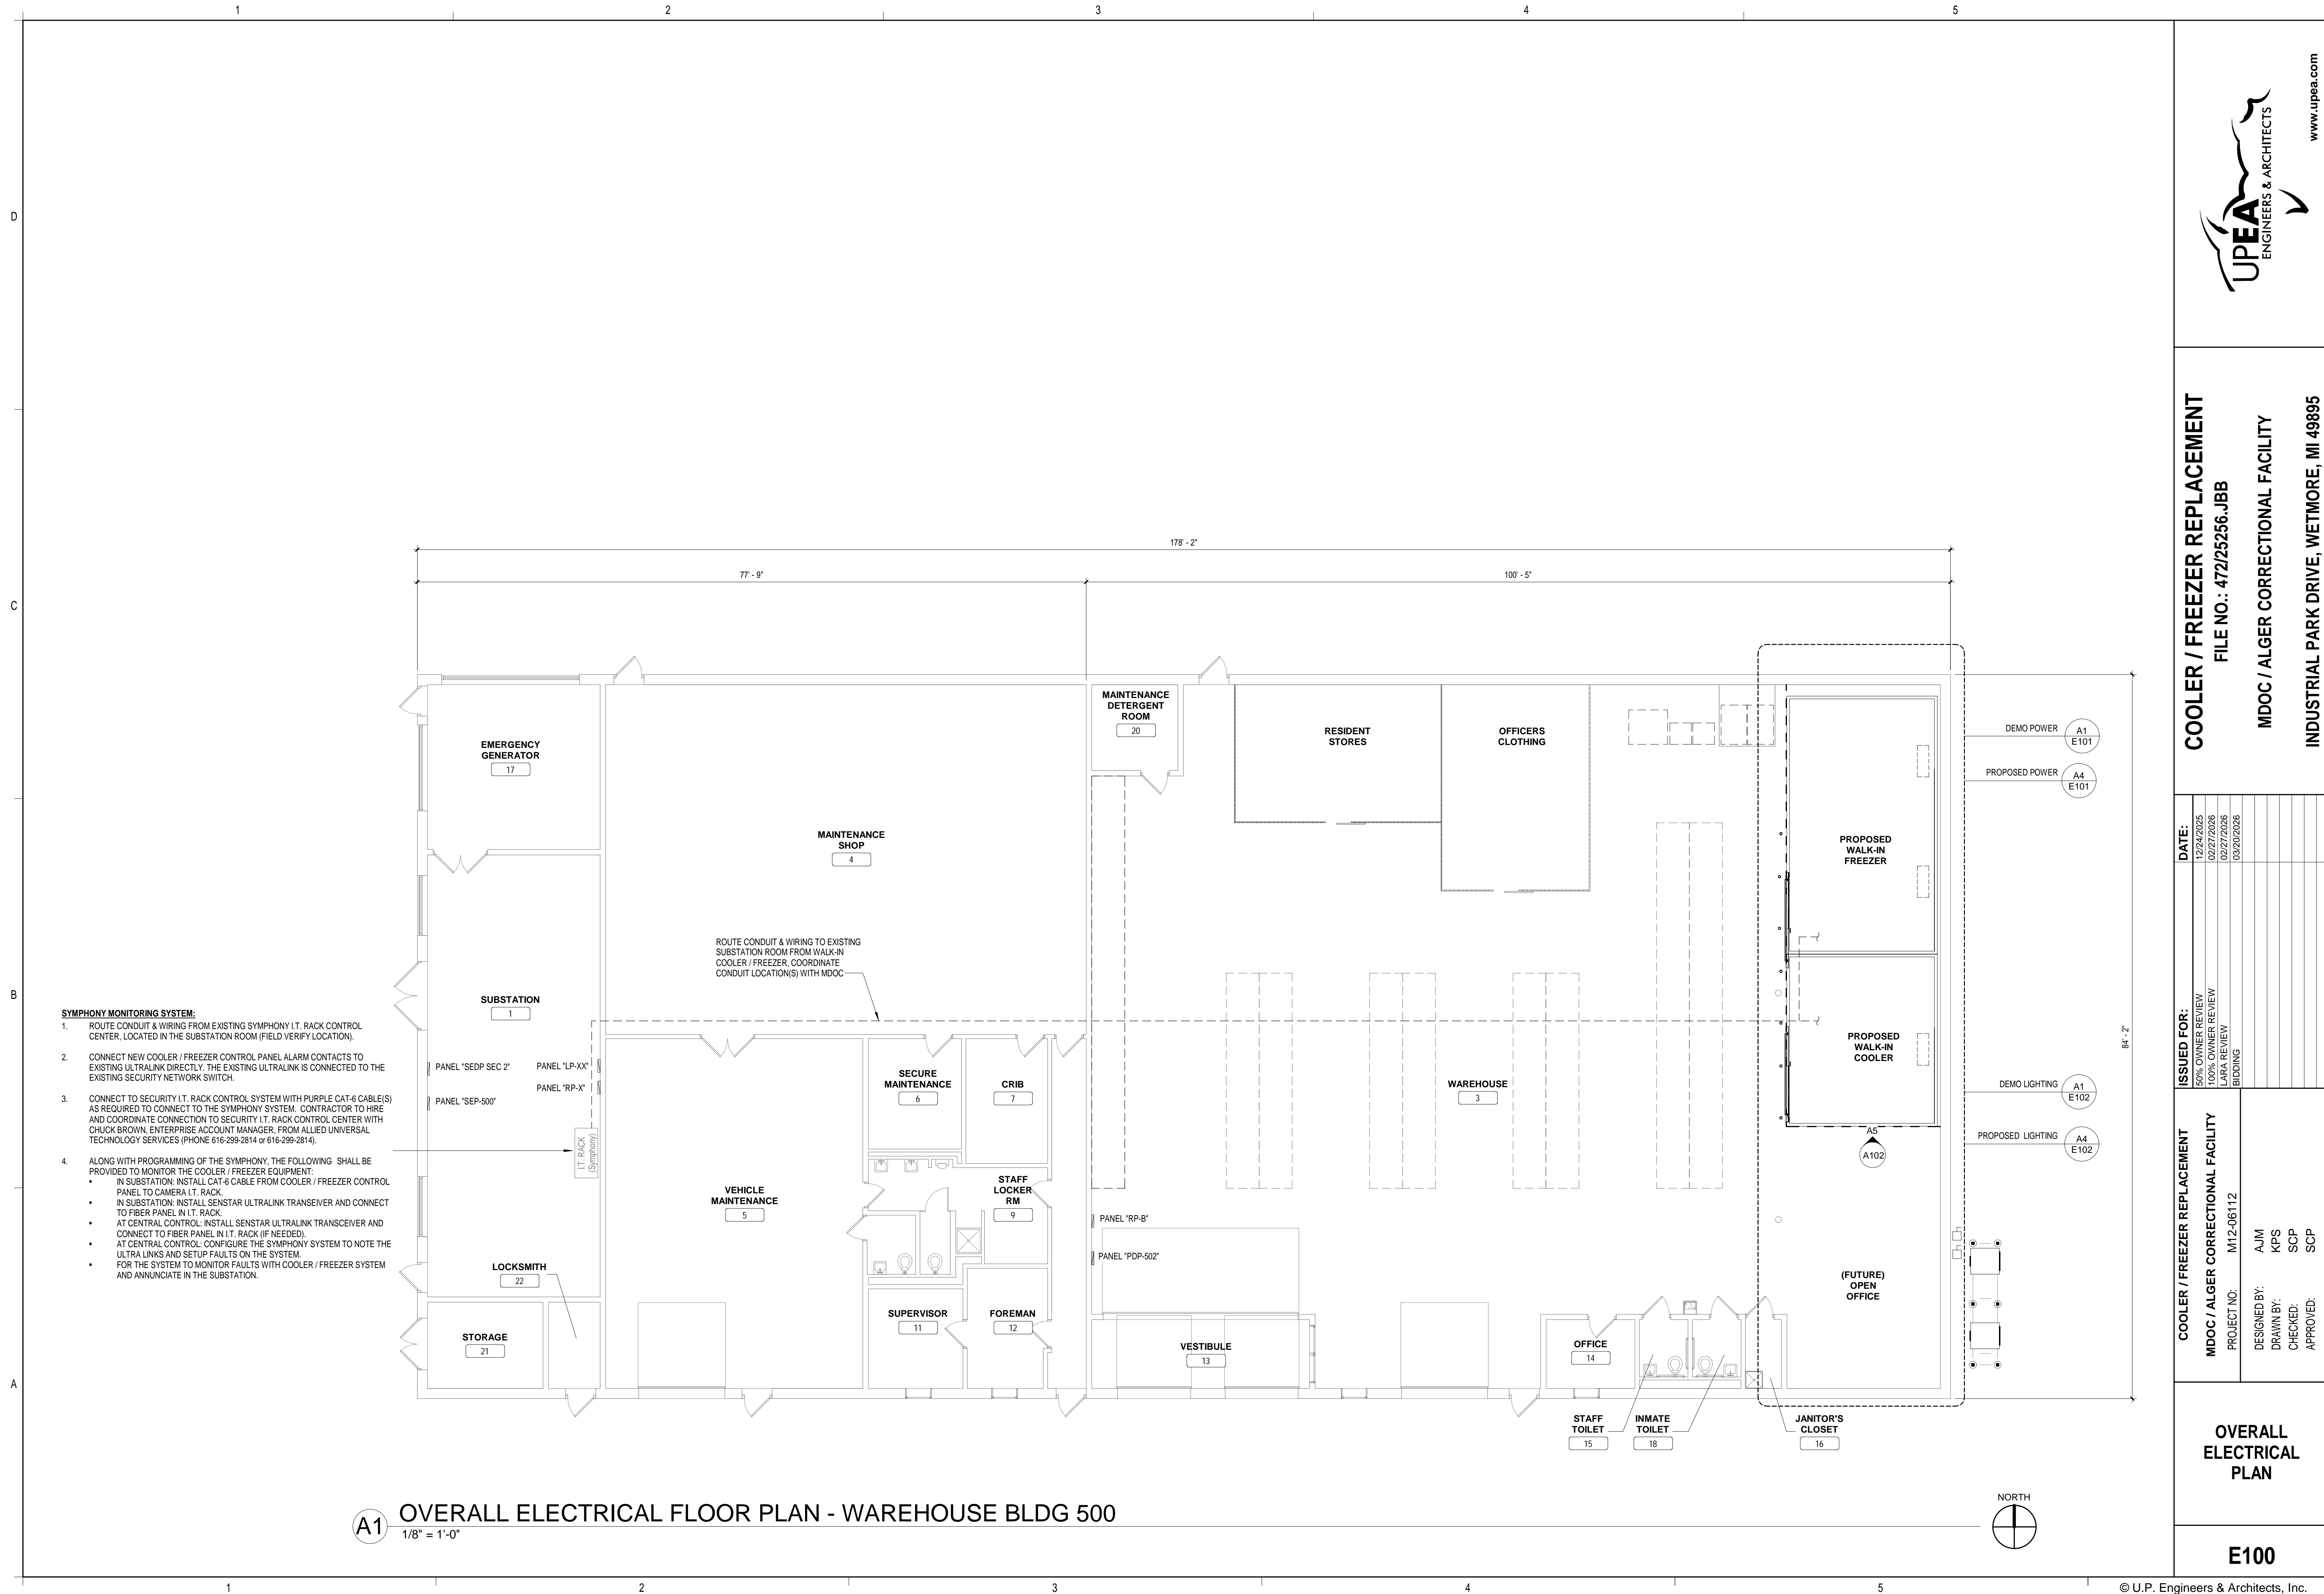 1
2
3
4
5
D
C
B
A
178' - 2"
77' - 9"
100' - 5"
84' - 2"
EMERGENCY
GENERATOR
17
MAINTENANCE
SHOP
4
MAINTENANCE
DETERGENT
ROOM
20
RESIDENT
STORES
OFFICERS
CLOTHING
PROPOSED
WALK-IN
FREEZER
DEMO POWER
A1
E101
PROPOSED POWER
A4
E101
ROUTE CONDUIT & WIRING TO EXISTING
SUBSTATION ROOM FROM WALK-IN
COOLER / FREEZER, COORDINATE
CONDUIT LOCATION(S) WITH MDOC
SUBSTATION
1
PANEL "SEDP SEC 2"
PANEL "LP-XX"
PANEL "RP-X"
PANEL "SEP-500"
I.T. RACK
(Symphony)
SECURE
MAINTENANCE
6
CRIB
7
WAREHOUSE
3
PROPOSED
WALK-IN
COOLER
DEMO LIGHTING
A1
E102
PROPOSED LIGHTING
A4
E102
A5
A102
SYMPHONY MONITORING SYSTEM:
1. ROUTE CONDUIT & WIRING FROM EXISTING SYMPHONY I.T. RACK CONTROL
CENTER, LOCATED IN THE SUBSTATION ROOM (FIELD VERIFY LOCATION).
2. CONNECT NEW COOLER / FREEZER CONTROL PANEL ALARM CONTACTS TO
EXISTING ULTRALINK DIRECTLY. THE EXISTING ULTRALINK IS CONNECTED TO THE
EXISTING SECURITY NETWORK SWITCH.
3. CONNECT TO SECURITY I.T. RACK CONTROL SYSTEM WITH PURPLE CAT-6 CABLE(S)
AS REQUIRED TO CONNECT TO THE SYMPHONY SYSTEM. CONTRACTOR TO HIRE
AND COORDINATE CONNECTION TO SECURITY I.T. RACK CONTROL CENTER WITH
CHUCK BROWN, ENTERPRISE ACCOUNT MANAGER, FROM ALLIED UNIVERSAL
TECHNOLOGY SERVICES (PHONE 616-299-2814 or 616-299-2814).
4. ALONG WITH PROGRAMMING OF THE SYMPHONY, THE FOLLOWING SHALL BE
PROVIDED TO MONITOR THE COOLER / FREEZER EQUIPMENT:
• IN SUBSTATION: INSTALL CAT-6 CABLE FROM COOLER / FREEZER CONTROL
PANEL TO CAMERA I.T. RACK.
• IN SUBSTATION: INSTALL SENSTAR ULTRALINK TRANSEIVER AND CONNECT
TO FIBER PANEL IN I.T. RACK.
• AT CENTRAL CONTROL: INSTALL SENSTAR ULTRALINK TRANSCEIVER AND
CONNECT TO FIBER PANEL IN I.T. RACK (IF NEEDED).
• AT CENTRAL CONTROL: CONFIGURE THE SYMPHONY SYSTEM TO NOTE THE
ULTRA LINKS AND SETUP FAULTS ON THE SYSTEM.
• FOR THE SYSTEM TO MONITOR FAULTS WITH COOLER / FREEZER SYSTEM
AND ANNUNCIATE IN THE SUBSTATION.
VEHICLE
MAINTENANCE
5
STAFF
LOCKER
RM
9
PANEL "RP-B"
PANEL "PDP-502"
LOCKSMITH
22
STORAGE
21
SUPERVISOR
11
FOREMAN
12
VESTIBULE
13
OFFICE
14
(FUTURE)
OPEN
OFFICE
STAFF
TOILET
15
INMATE
TOILET
18
JANITOR'S
CLOSET
16
A1
OVERALL ELECTRICAL FLOOR PLAN - WAREHOUSE BLDG 500
1/8" = 1'-0"
NORTH
1
2
3
4
5
UPEA
ENGINEERS & ARCHITECTS
www.upea.com
COOLER / FREEZER REPLACEMENT
FILE NO.: 472/25256.JBB
MDOC / ALGER CORRECTIONAL FACILITY
INDUSTRIAL PARK DRIVE, WETMORE, MI 49895
ISSUED FOR: DATE:
50% OWNER REVIEW 12/24/2025
100% OWNER REVIEW 02/27/2026
LARA REVIEW 02/27/2026
BIDDING 03/20/2026
COOLER / FREEZER REPLACEMENT
MDOC / ALGER CORRECTIONAL FACILITY
PROJECT NO: M12-06112
DESIGNED BY: AJM
DRAWN BY: KPS
CHECKED: SCP
APPROVED: SCP
OVERALL
ELECTRICAL
PLAN
E100
© U.P. Engineers & Architects, Inc.